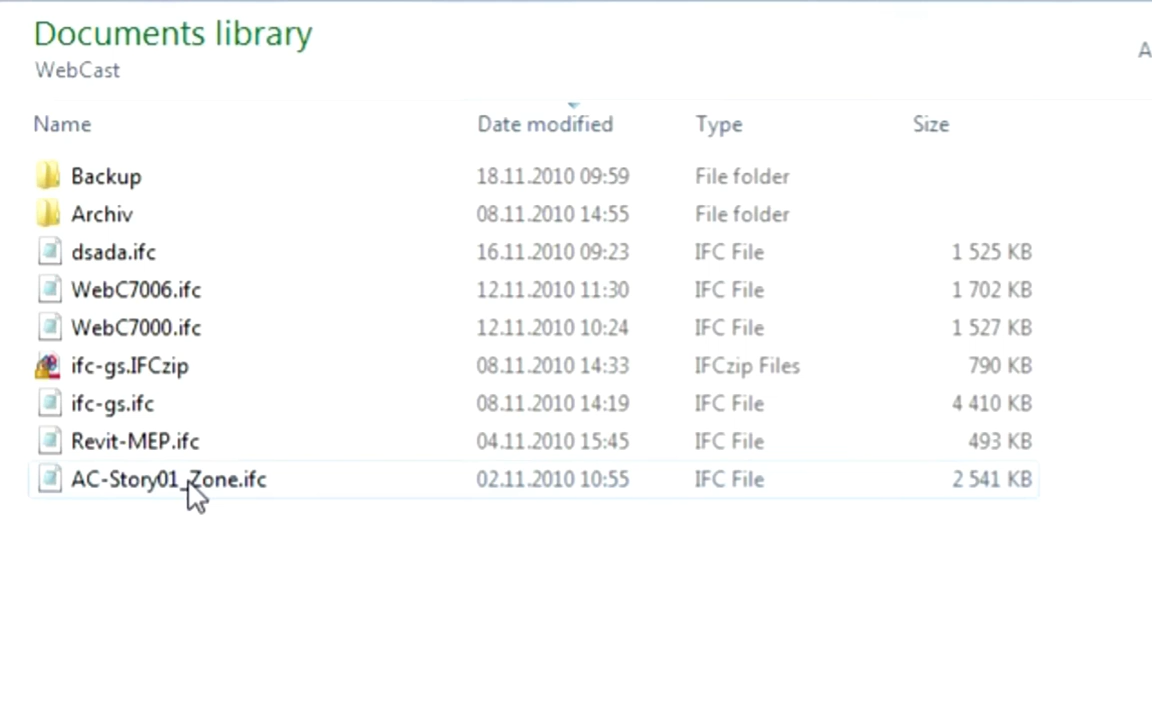 Documents library
WebCast
A
Name Date modified Type Size
Backup 18.11.2010 09:59 File folder
Archiv 08.11.2010 14:55 File folder
dsada.ifc 16.11.2010 09:23 IFC File 1 525 KB
WebC7006.ifc 12.11.2010 11:30 IFC File 1 702 KB
WebC7000.ifc 12.11.2010 10:24 IFC File 1 527 KB
ifc-gs.IFCzip 08.11.2010 14:33 IFCzip Files 790 KB
ifc-gs.ifc 08.11.2010 14:19 IFC File 4 410 KB
Revit-MEP.ifc 04.11.2010 15:45 IFC File 493 KB
AC-Story01_Zone.ifc 02.11.2010 10:55 IFC File 2 541 KB